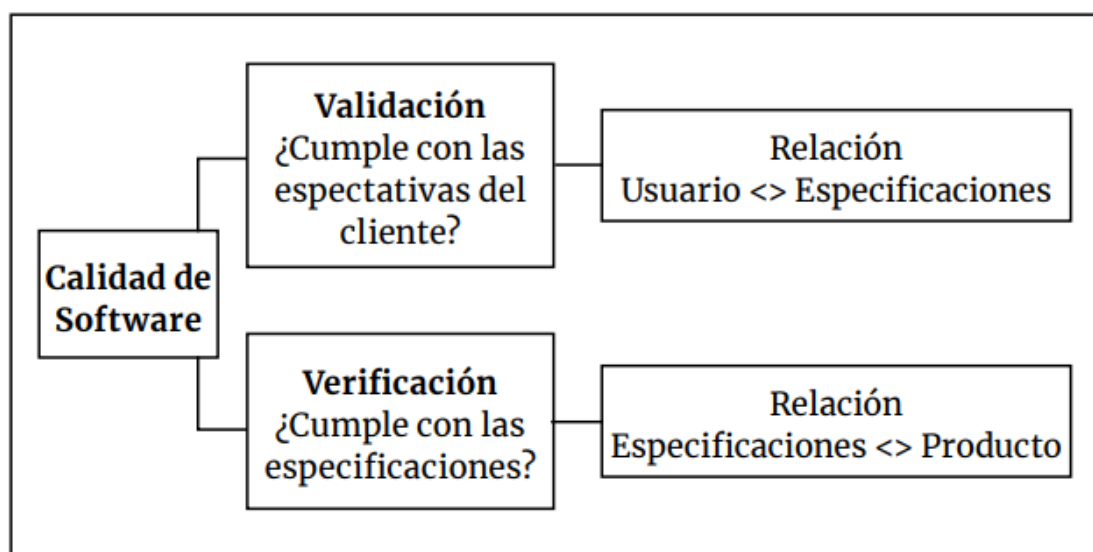 Validación
¿Cumple con las
espectativas del
cliente?
Relación
Usuario <> Especificaciones
Calidad de
Software
Verificación
¿Cumple con las
especificaciones?
Relación
Especificaciones <> Producto